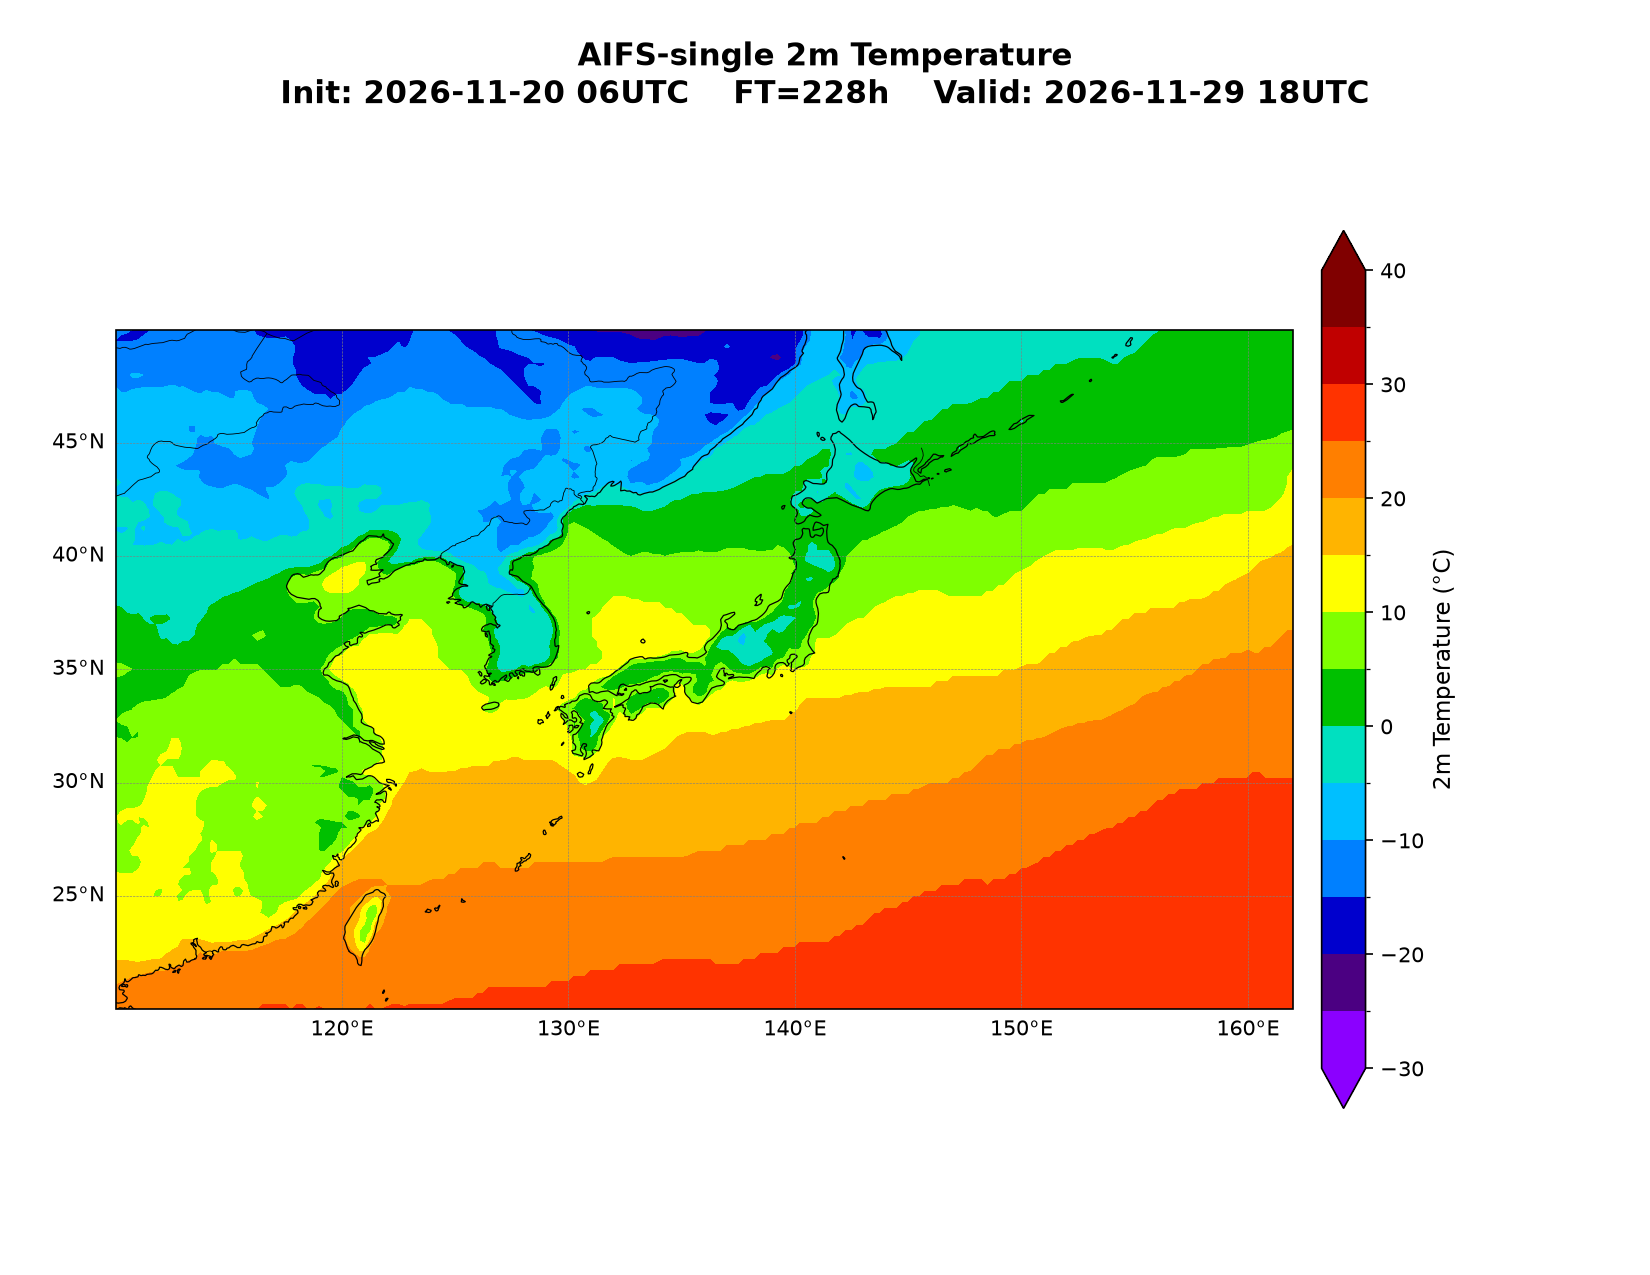 AIFS-single 2m Temperature
Init: 2026-11-20 06UTC    FT=228h    Valid: 2026-11-29 18UTC
45°N
40°N
35°N
30°N
25°N
120°E
130°E
140°E
150°E
160°E
40
30
20
10
0
−10
−20
−30
2m Temperature (°C)